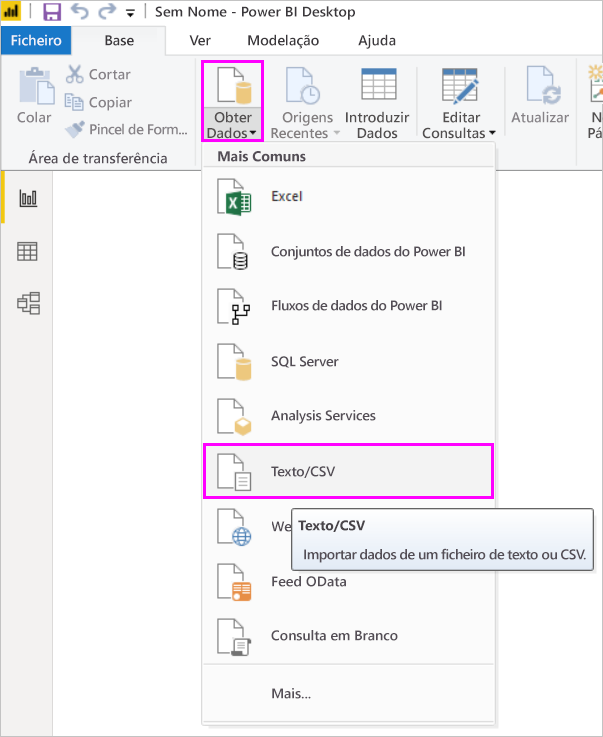 Sem Nome - Power BI Desktop
Ficheiro Base Ver Modelação Ajuda
Colar
Cortar
Copiar
Pincel de Form...
Área de transferência
Obter
Dados
Origens
Recentes
Introduzir
Dados
Editar
Consultas
Atualizar
Mais Comuns
Excel
Conjuntos de dados do Power BI
Fluxos de dados do Power BI
SQL Server
Analysis Services
Texto/CSV
Texto/CSV
Importar dados de um ficheiro de texto ou CSV.
Feed OData
Consulta em Branco
Mais...